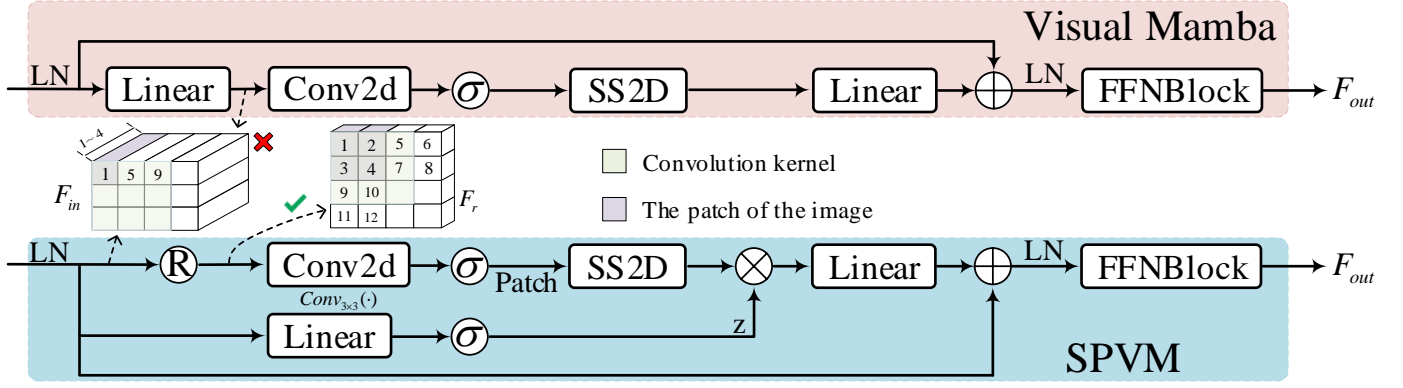 Visual Mamba
LN Linear Conv2d σ SS2D Linear LN FFNBlock F_out
1~4
1 5 9
F_in
1 2 5 6
3 4 7 8
9 10
11 12
F_r
Convolution kernel
The patch of the image
LN R Conv2d σ Patch SS2D Linear LN FFNBlock F_out
Conv_{3×3}(·)
Linear σ z
SPVM